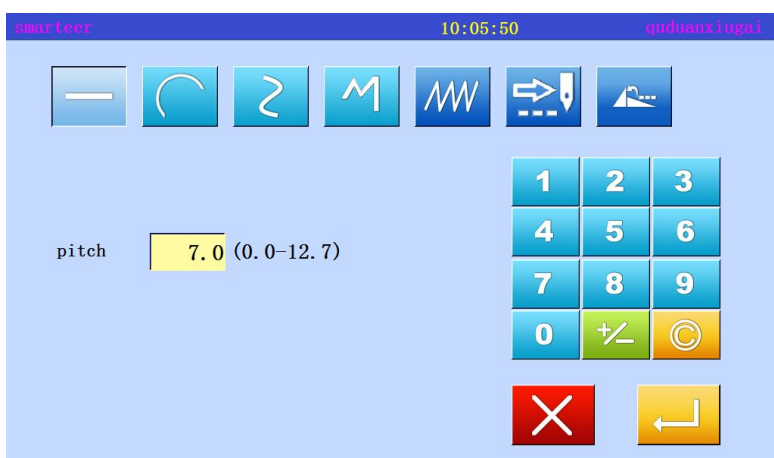 smarteer 10:05:50 quduanxiugai
1 2 3
4 5 6
pitch 7.0 (0.0-12.7)
7 8 9
0 +/- ©